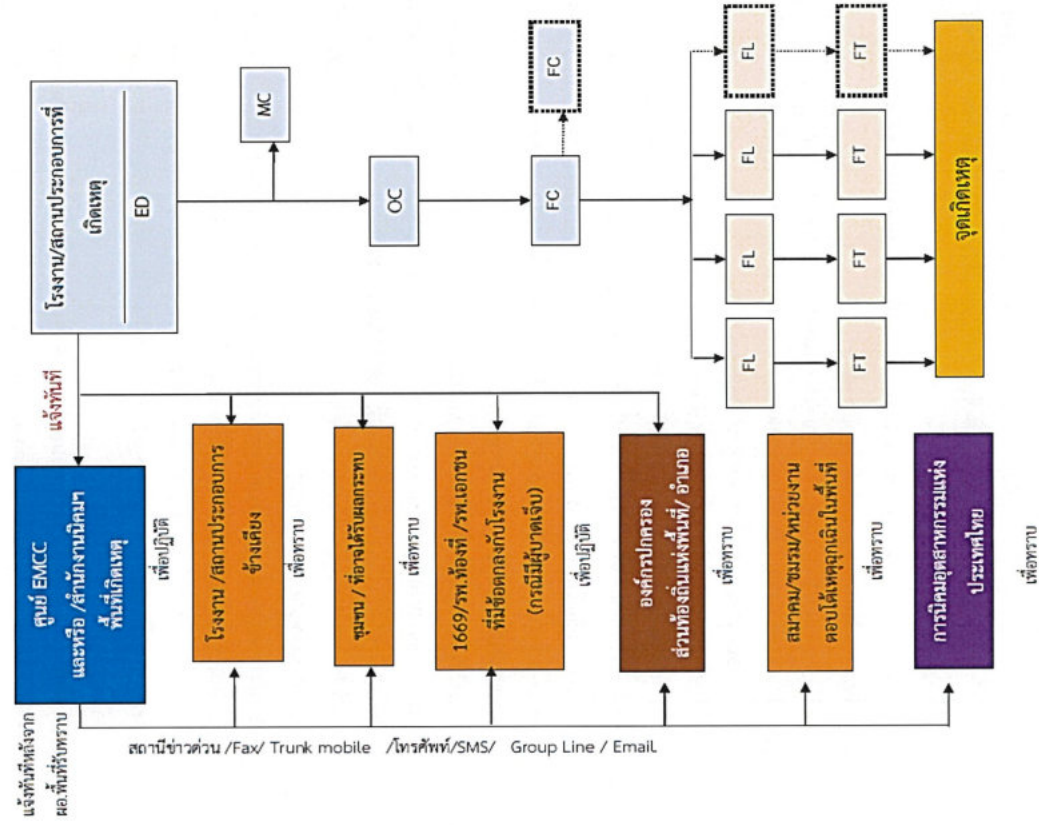 โรงงาน/สถานประกอบการที่
เกิดเหตุ
ED
MC
OC
FC
FC
FL
FL
FL
FL
FT
FT
FT
FT
จุดเกิดเหตุ
แจ้งทันที
ศูนย์ EMCC
และหรือ /สำนักงานนิคมฯ
พื้นที่เกิดเหตุ
เพื่อปฏิบัติ
โรงงาน /สถานประกอบการ
ข้างเคียง
เพื่อทราบ
ชุมชน / ที่อาจได้รับผลกระทบ
เพื่อทราบ
1669/รพ.ท้องที่ /รพ.เอกชน
ที่มีข้อตกลงกับโรงงาน
(กรณีมีผู้บาดเจ็บ)
เพื่อปฏิบัติ
องค์กรปกครอง
ส่วนท้องถิ่นแห่งพื้นที่/ อำเภอ
เพื่อทราบ
สมาคม/ชมรม/หน่วยงาน
ตอบโต้เหตุฉุกเฉินในพื้นที่
เพื่อทราบ
การนิคมอุตสาหกรรมแห่ง
ประเทศไทย
เพื่อทราบ
แจ้งทันทีหลังจาก
ผอ.พื้นที่รับทราบ
สถานีข่าวด่วน /Fax/ Trunk mobile /โทรศัพท์/SMS/ Group Line / Email